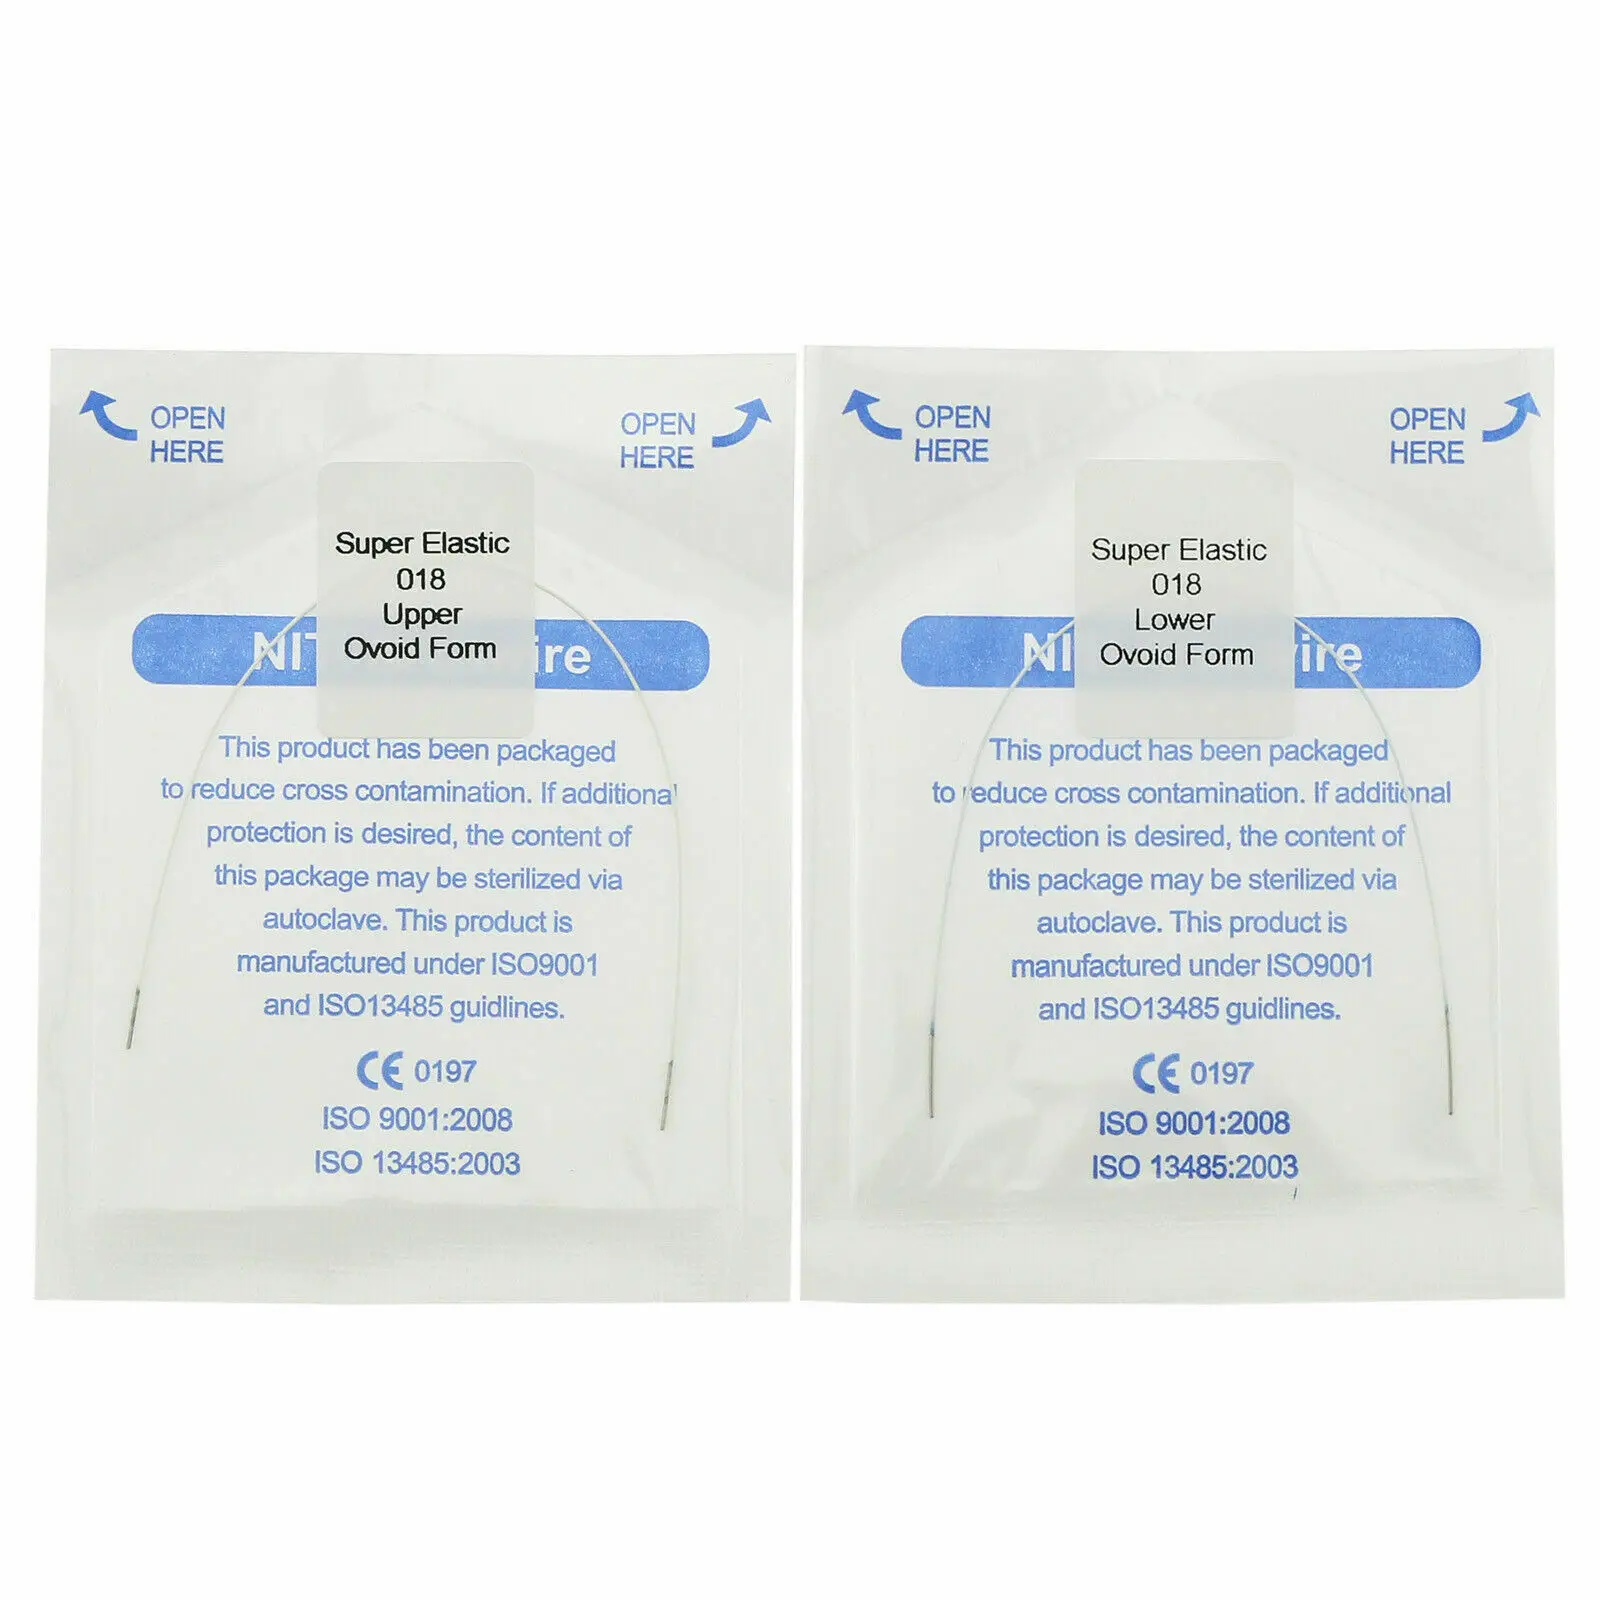 OPEN
HERE
OPEN
HERE
Super Elastic
018
Upper
Ovoid Form
This product has been packaged
to reduce cross contamination. If additional
protection is desired, the content of
this package may be sterilized via
autoclave. This product is
manufactured under ISO9001
and ISO13485 guidlines.
CE 0197
ISO 9001:2008
ISO 13485:2003
OPEN
HERE
OPEN
HERE
Super Elastic
018
Lower
Ovoid Form
This product has been packaged
to reduce cross contamination. If additional
protection is desired, the content of
this package may be sterilized via
autoclave. This product is
manufactured under ISO9001
and ISO13485 guidlines.
CE 0197
ISO 9001:2008
ISO 13485:2003